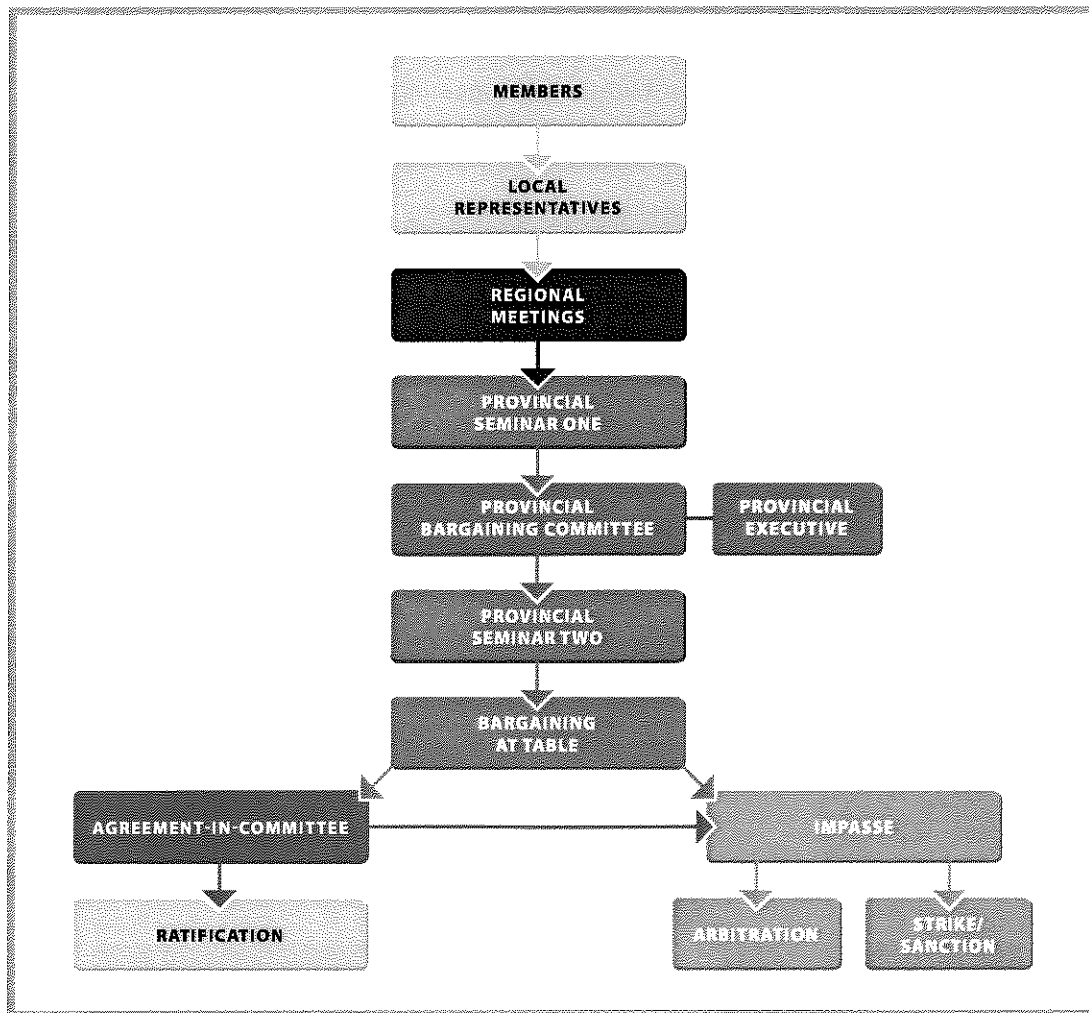 MEMBERS
LOCAL
REPRESENTATIVES
REGIONAL
MEETINGS
PROVINCIAL
SEMINAR ONE
PROVINCIAL
BARGAINING COMMITTEE
PROVINCIAL
EXECUTIVE
PROVINCIAL
SEMINAR TWO
BARGAINING
AT TABLE
AGREEMENT-IN-COMMITTEE
IMPASSE
RATIFICATION
ARBITRATION
STRIKE/
SANCTION